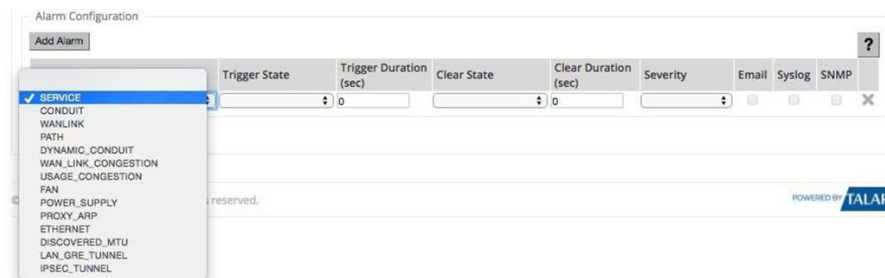 Alarm Configuration
Add Alarm
?
Trigger State
Trigger Duration
(sec)
Clear State
Clear Duration
(sec)
Severity
Email
Syslog
SNMP
✓ SERVICE
0
0
CONDUIT
WANLINK
PATH
DYNAMIC_CONDUIT
WAN_LINK_CONGESTION
USAGE_CONGESTION
FAN
POWER_SUPPLY
PROXY_ARP
ETHERNET
DISCOVERED_MTU
LAN_GRE_TUNNEL
IPSEC_TUNNEL
©
reserved.
POWERED BY TALAR